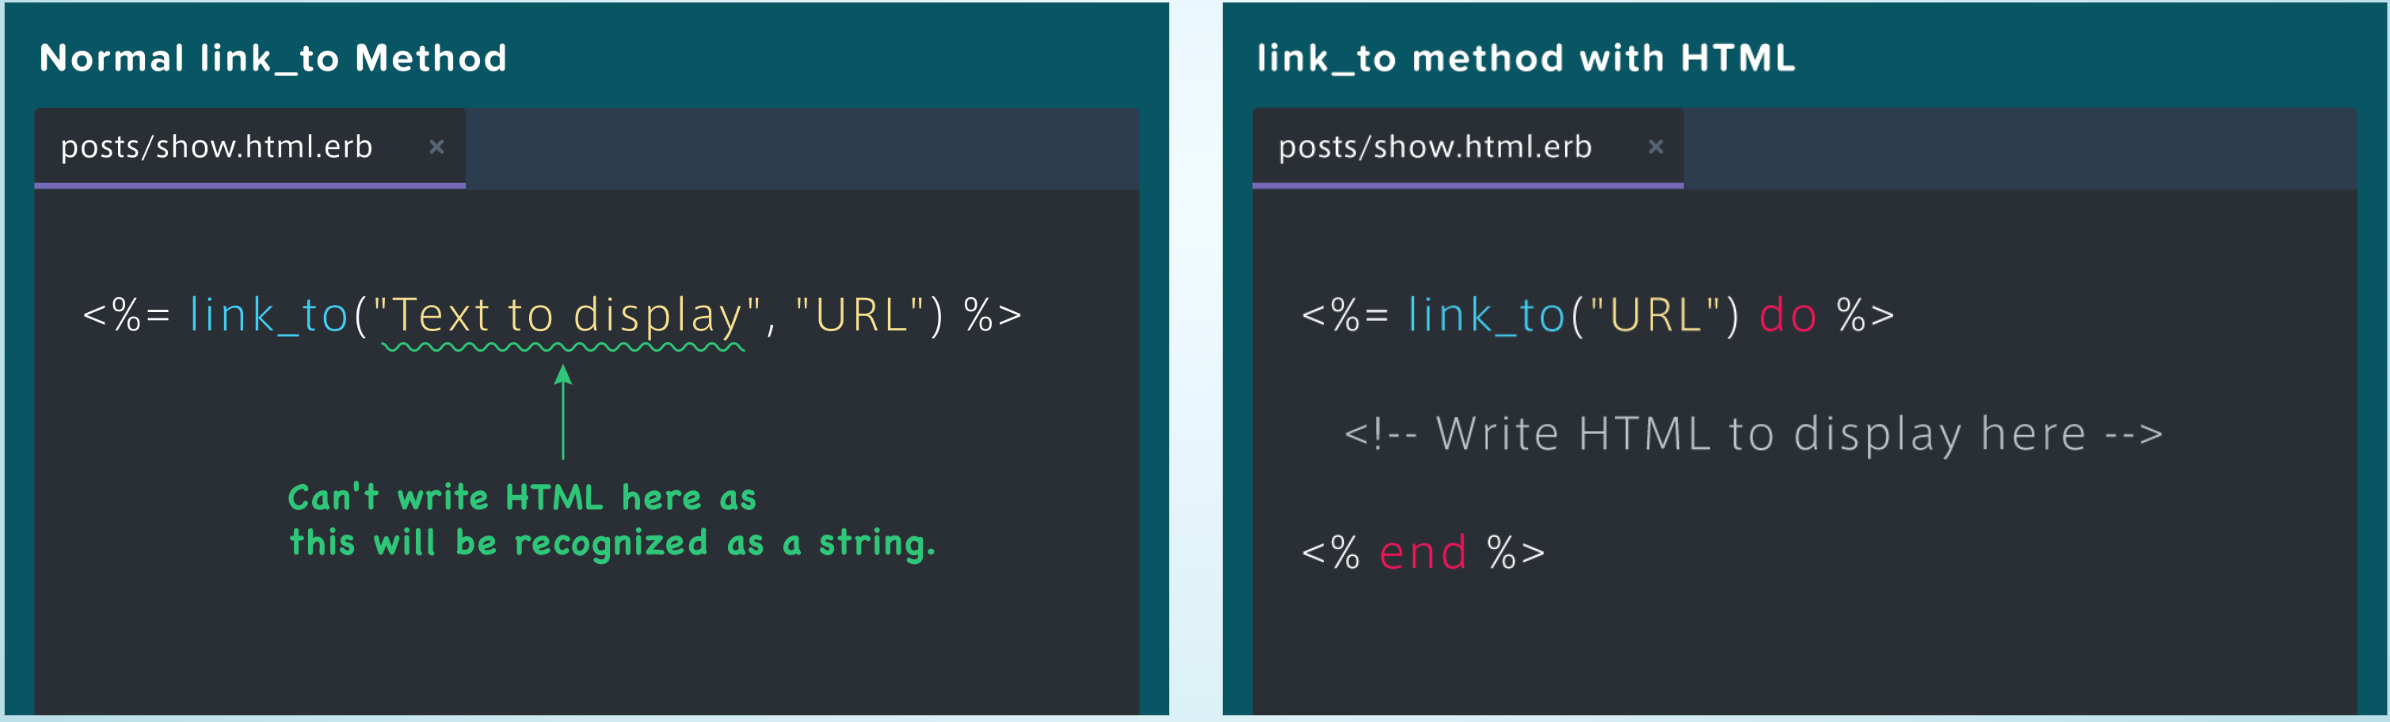 Normal link_to Method
posts/show.html.erb ×
<%= link_to("Text to display", "URL") %>
Can't write HTML here as
this will be recognized as a string.
link_to method with HTML
posts/show.html.erb ×
<%= link_to("URL") do %>
<!-- Write HTML to display here -->
<% end %>